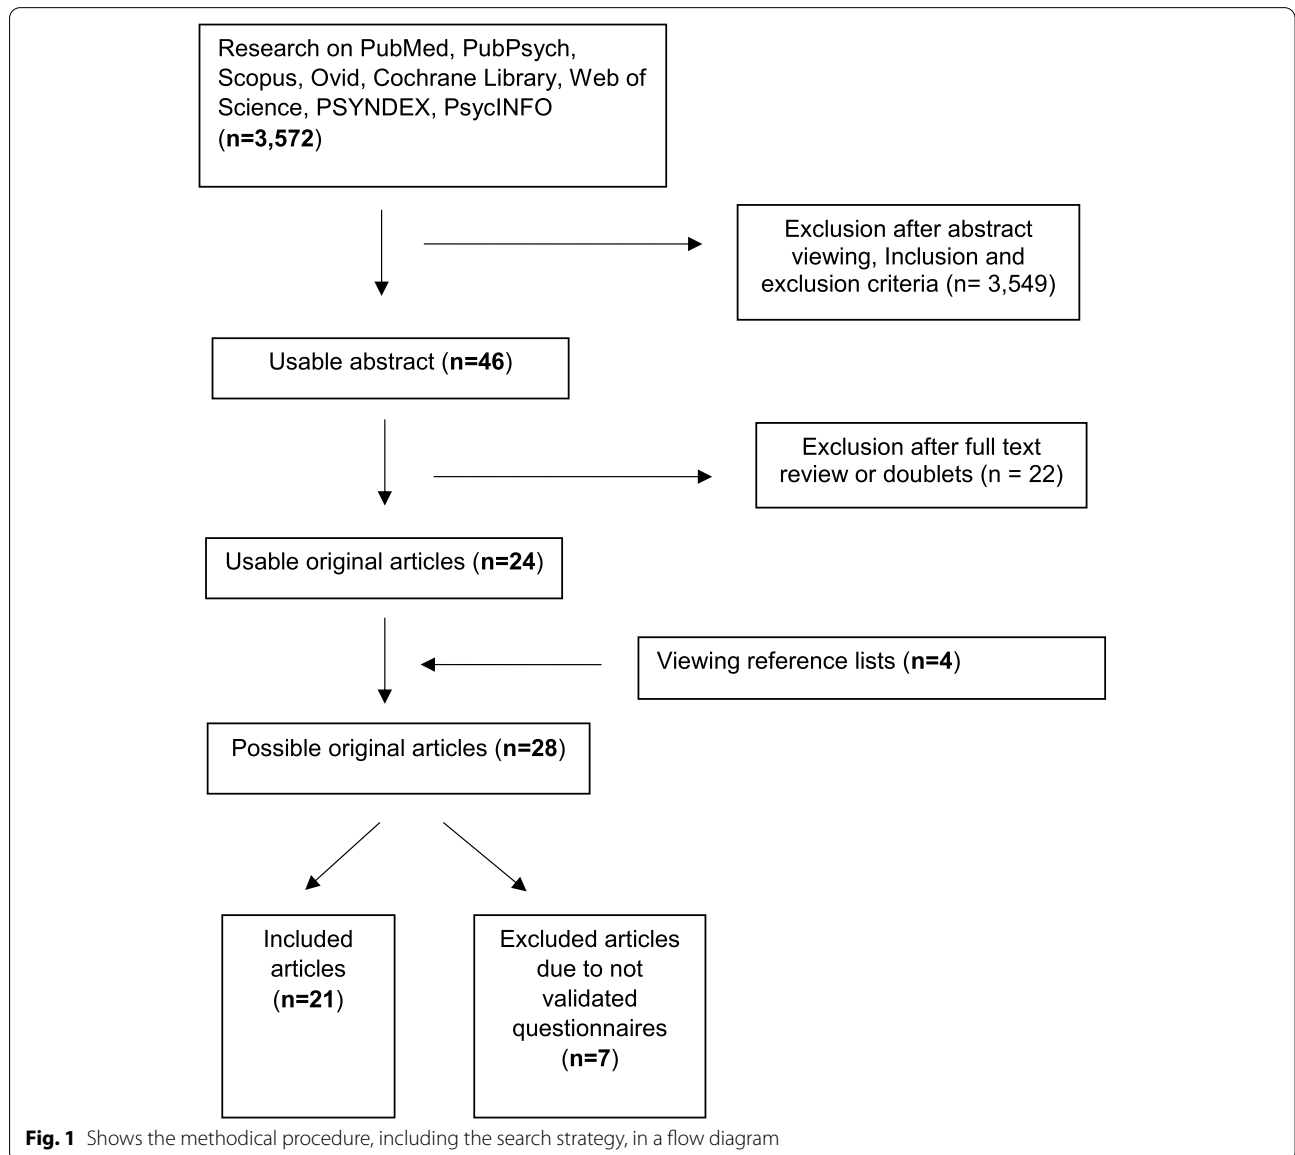 Research on PubMed, PubPsych,
Scopus, Ovid, Cochrane Library, Web of
Science, PSYNDEX, PsycINFO
(n=3,572)
Exclusion after abstract
viewing, Inclusion and
exclusion criteria (n= 3,549)
Usable abstract (n=46)
Exclusion after full text
review or doublets (n = 22)
Usable original articles (n=24)
Viewing reference lists (n=4)
Possible original articles (n=28)
Included
articles
(n=21)
Excluded articles
due to not
validated
questionnaires
(n=7)
Fig. 1 Shows the methodical procedure, including the search strategy, in a flow diagram